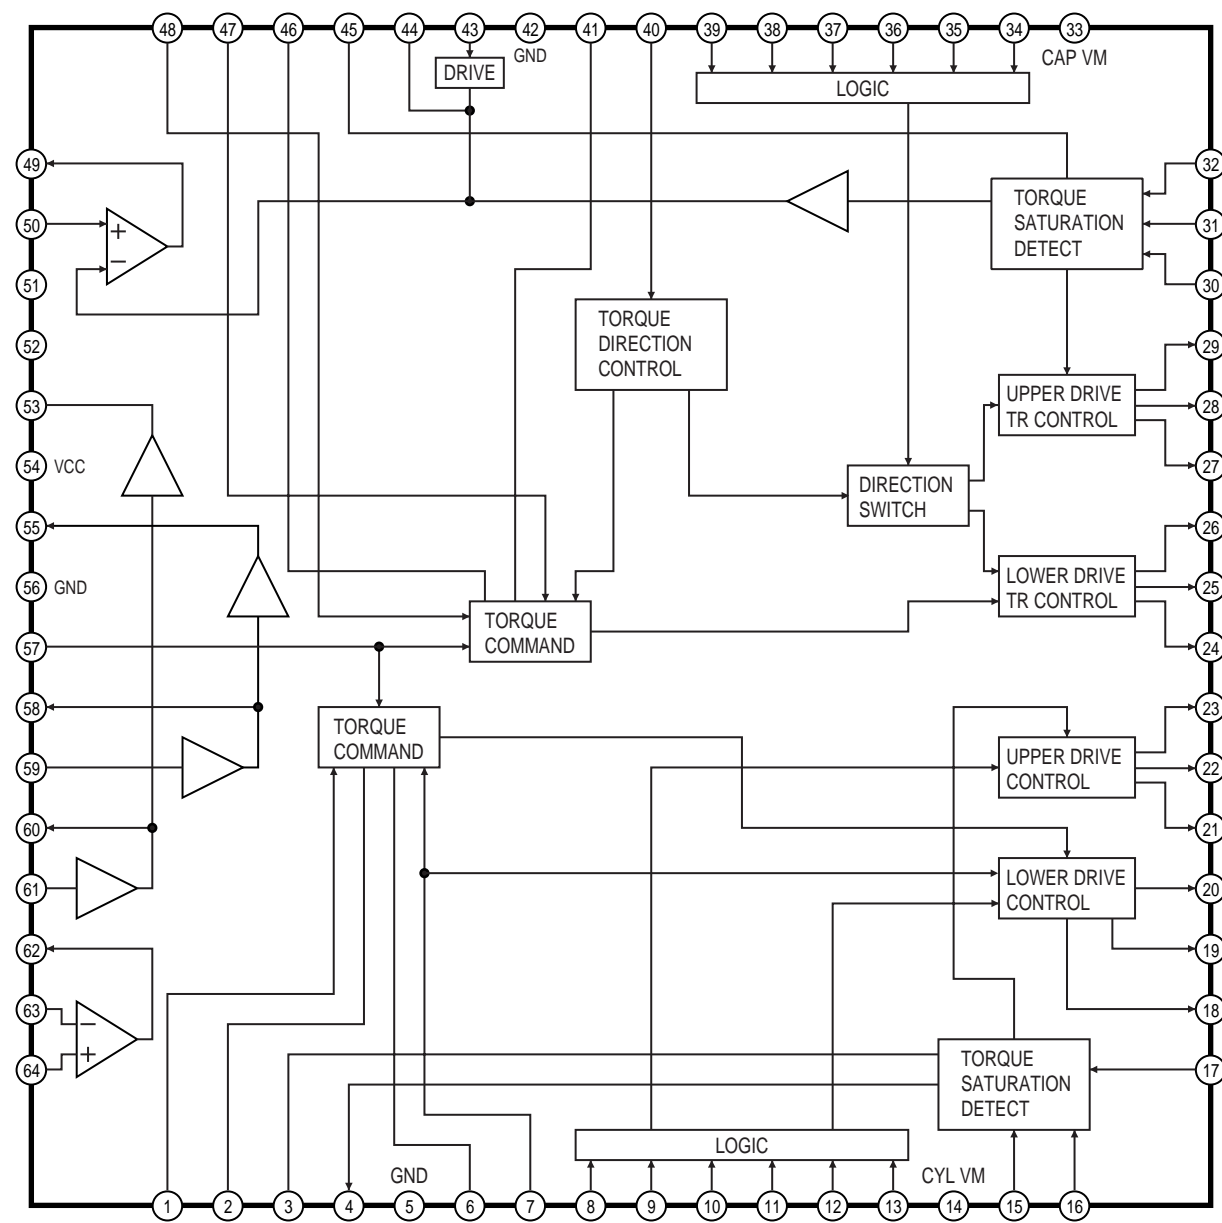 48 47 46 45 44 43 42 41 40 39 38 37 36 35 34 33
GND
CAP VM
DRIVE
LOGIC
49
50
51
52
53
54 VCC
55
56 GND
57
58
59
60
61
62
63
64
+
−
−
+
TORQUE
SATURATION
DETECT
TORQUE
DIRECTION
CONTROL
UPPER DRIVE
TR CONTROL
DIRECTION
SWITCH
LOWER DRIVE
TR CONTROL
TORQUE
COMMAND
TORQUE
COMMAND
UPPER DRIVE
CONTROL
LOWER DRIVE
CONTROL
TORQUE
SATURATION
DETECT
LOGIC
32
31
30
29
28
27
26
25
24
23
22
21
20
19
18
17
GND
CYL VM
1 2 3 4 5 6 7 8 9 10 11 12 13 14 15 16